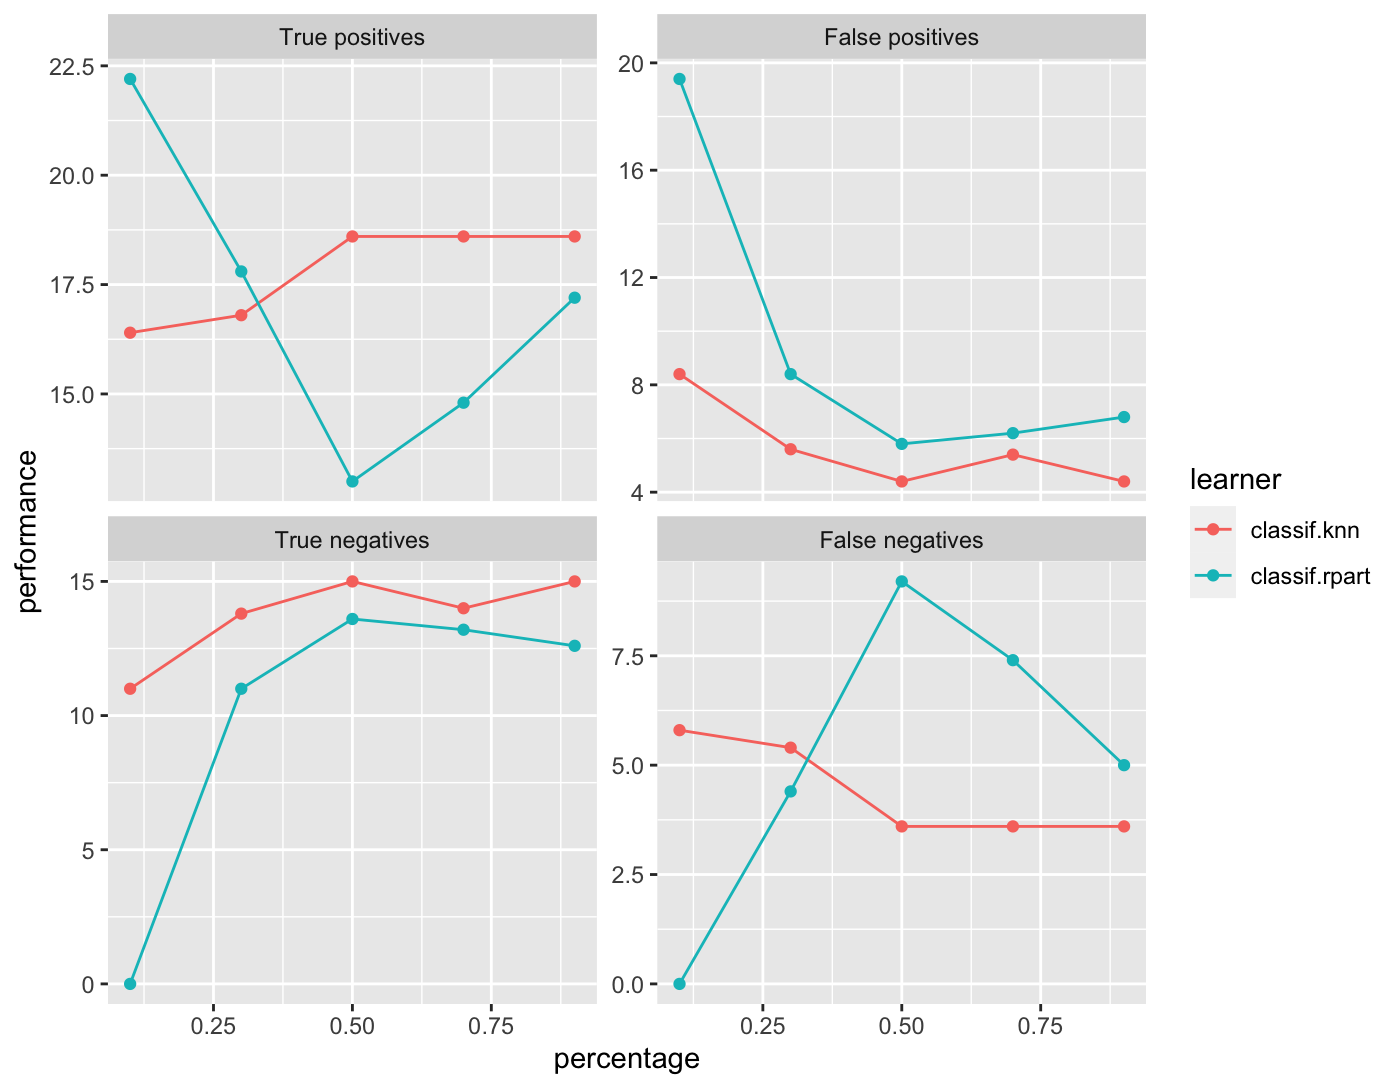 True positives
False positives
22.5
20.0
17.5
15.0
20
16
12
8
4
True negatives
False negatives
15
10
5
0
7.5
5.0
2.5
0.0
0.25 0.50 0.75
0.25 0.50 0.75
percentage
performance
learner
classif.knn
classif.rpart